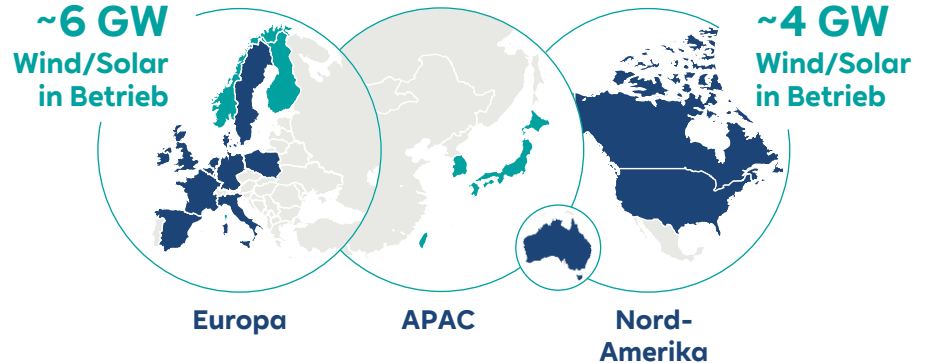 ~6 GW
Wind/Solar
in Betrieb
~4 GW
Wind/Solar
in Betrieb
Europa
APAC
Nord-
Amerika